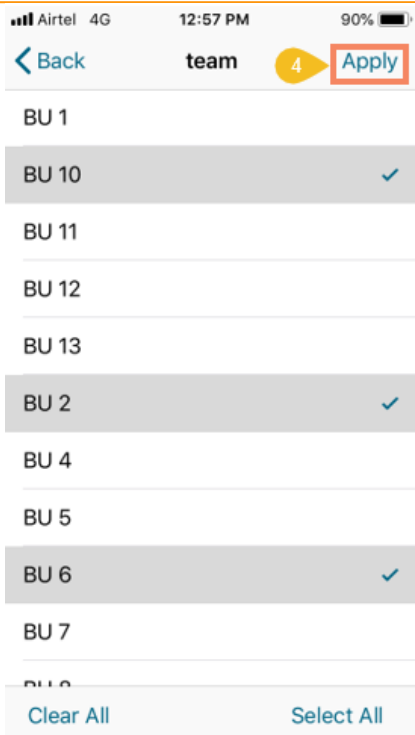 Airtel 4G 12:57 PM 90%
Back team 4 Apply
BU 1
BU 10
BU 11
BU 12
BU 13
BU 2
BU 4
BU 5
BU 6
BU 7
Clear All Select All